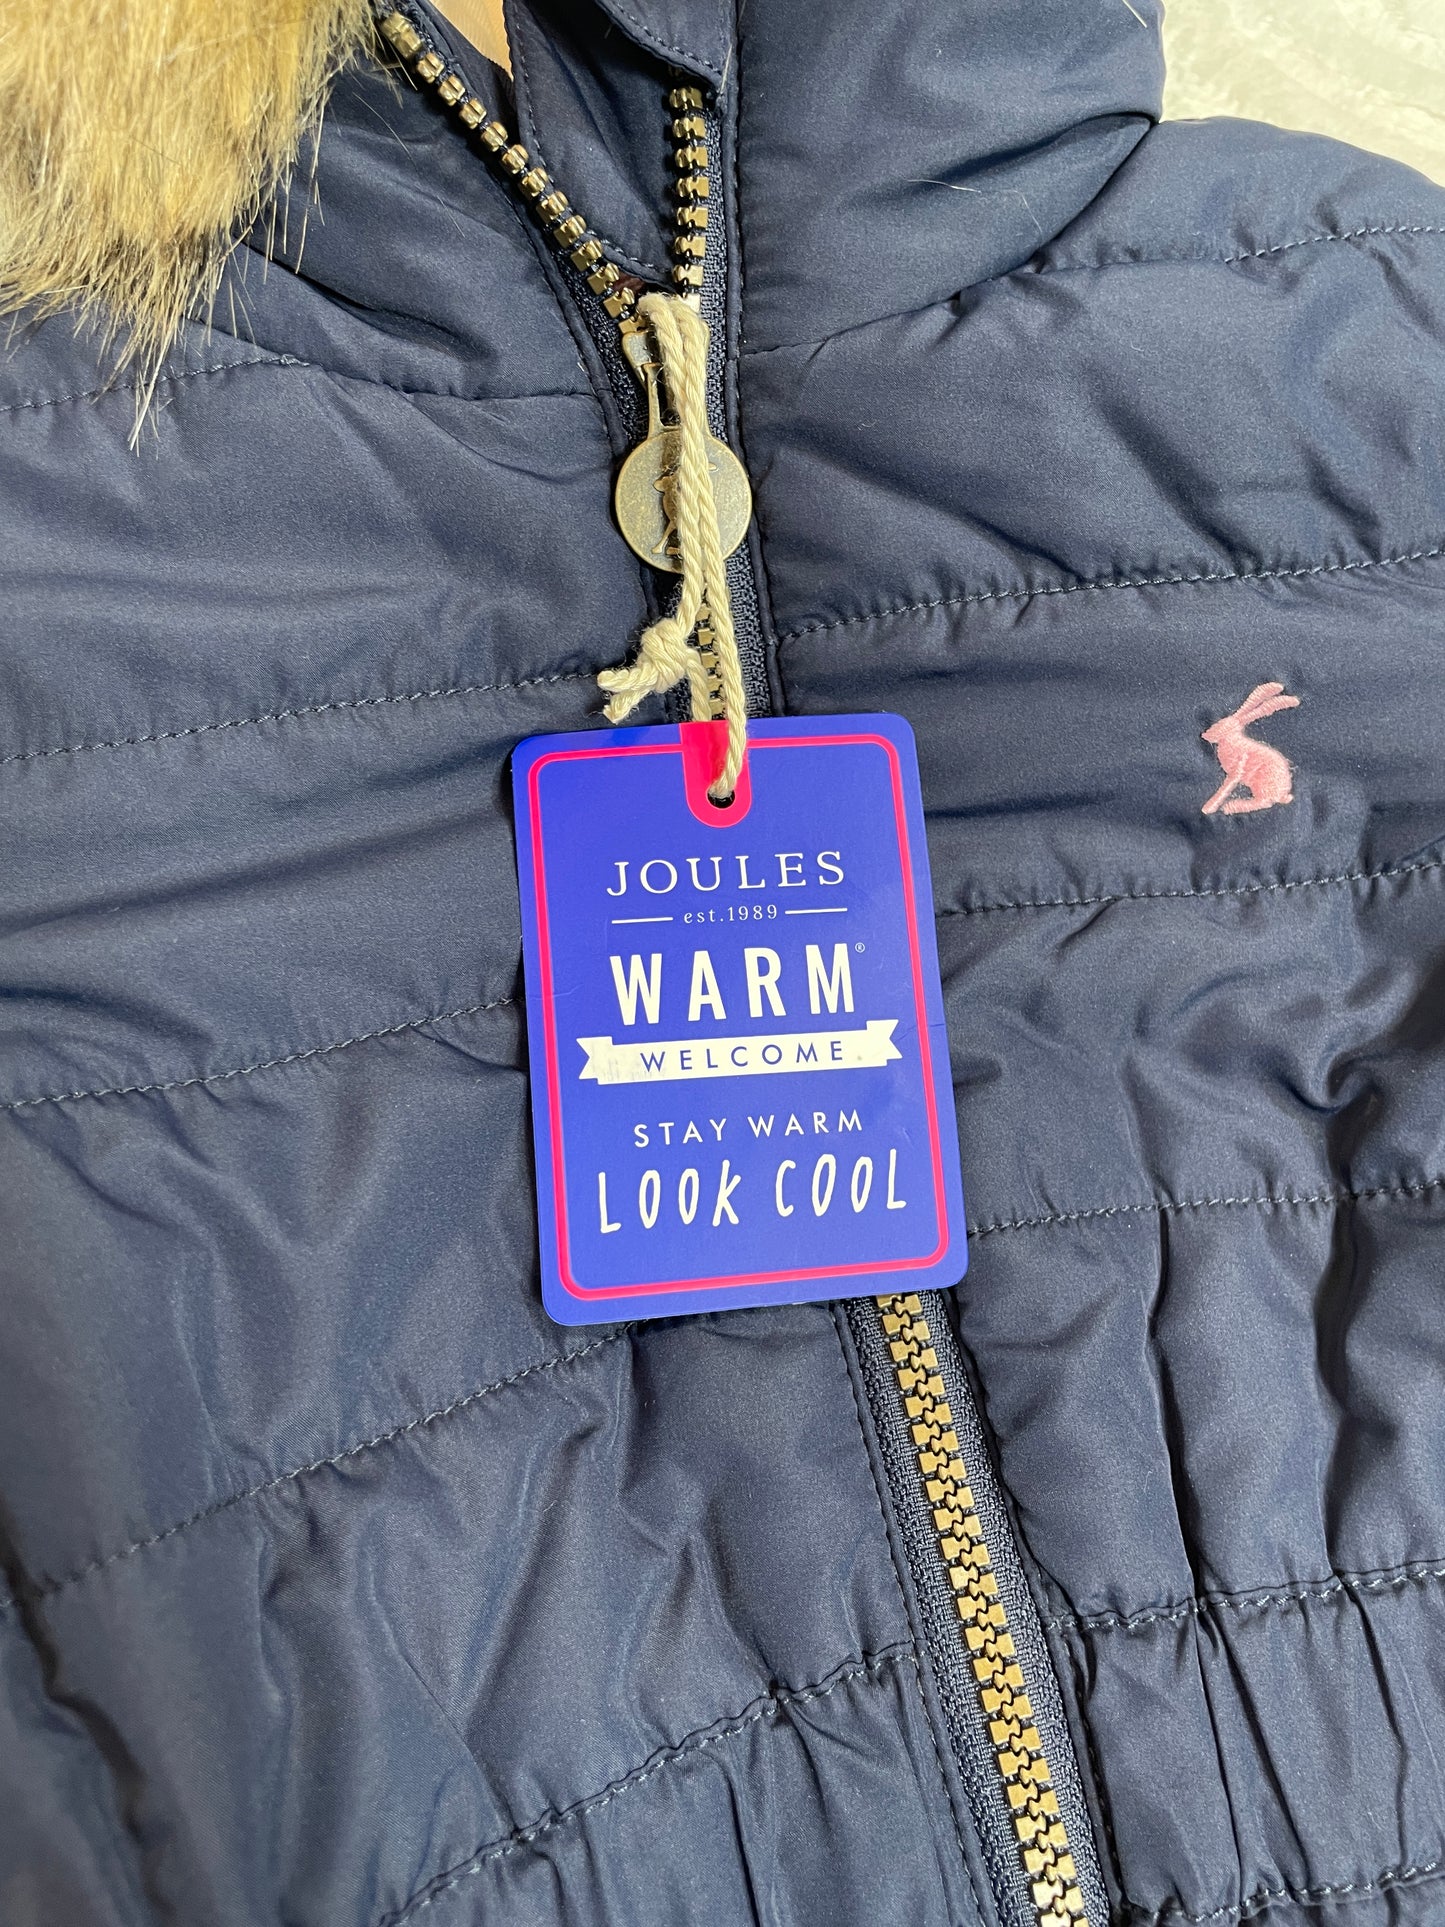 JOULES
est.1989
WARM®
WELCOME
STAY WARM
LOOK COOL